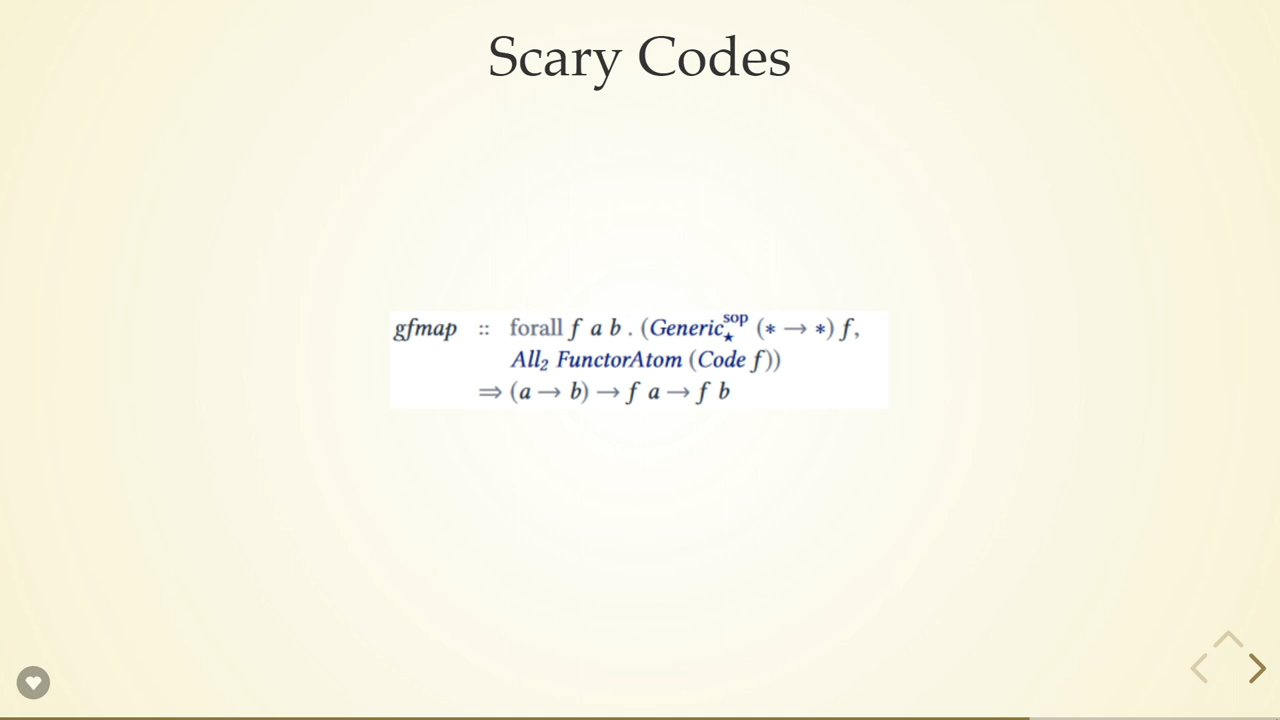 Scary Codes
gfmap :: forall f a b . (Generic★sop (* → *) f,
All₂ FunctorAtom (Code f))
⇒ (a → b) → f a → f b